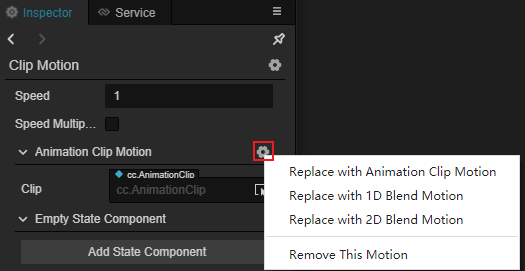 Inspector
Service
Clip Motion
Speed
1
Speed Multip...
Animation Clip Motion
cc.AnimationClip
Clip
cc.AnimationClip
Empty State Component
Add State Component
Replace with Animation Clip Motion
Replace with 1D Blend Motion
Replace with 2D Blend Motion
Remove This Motion